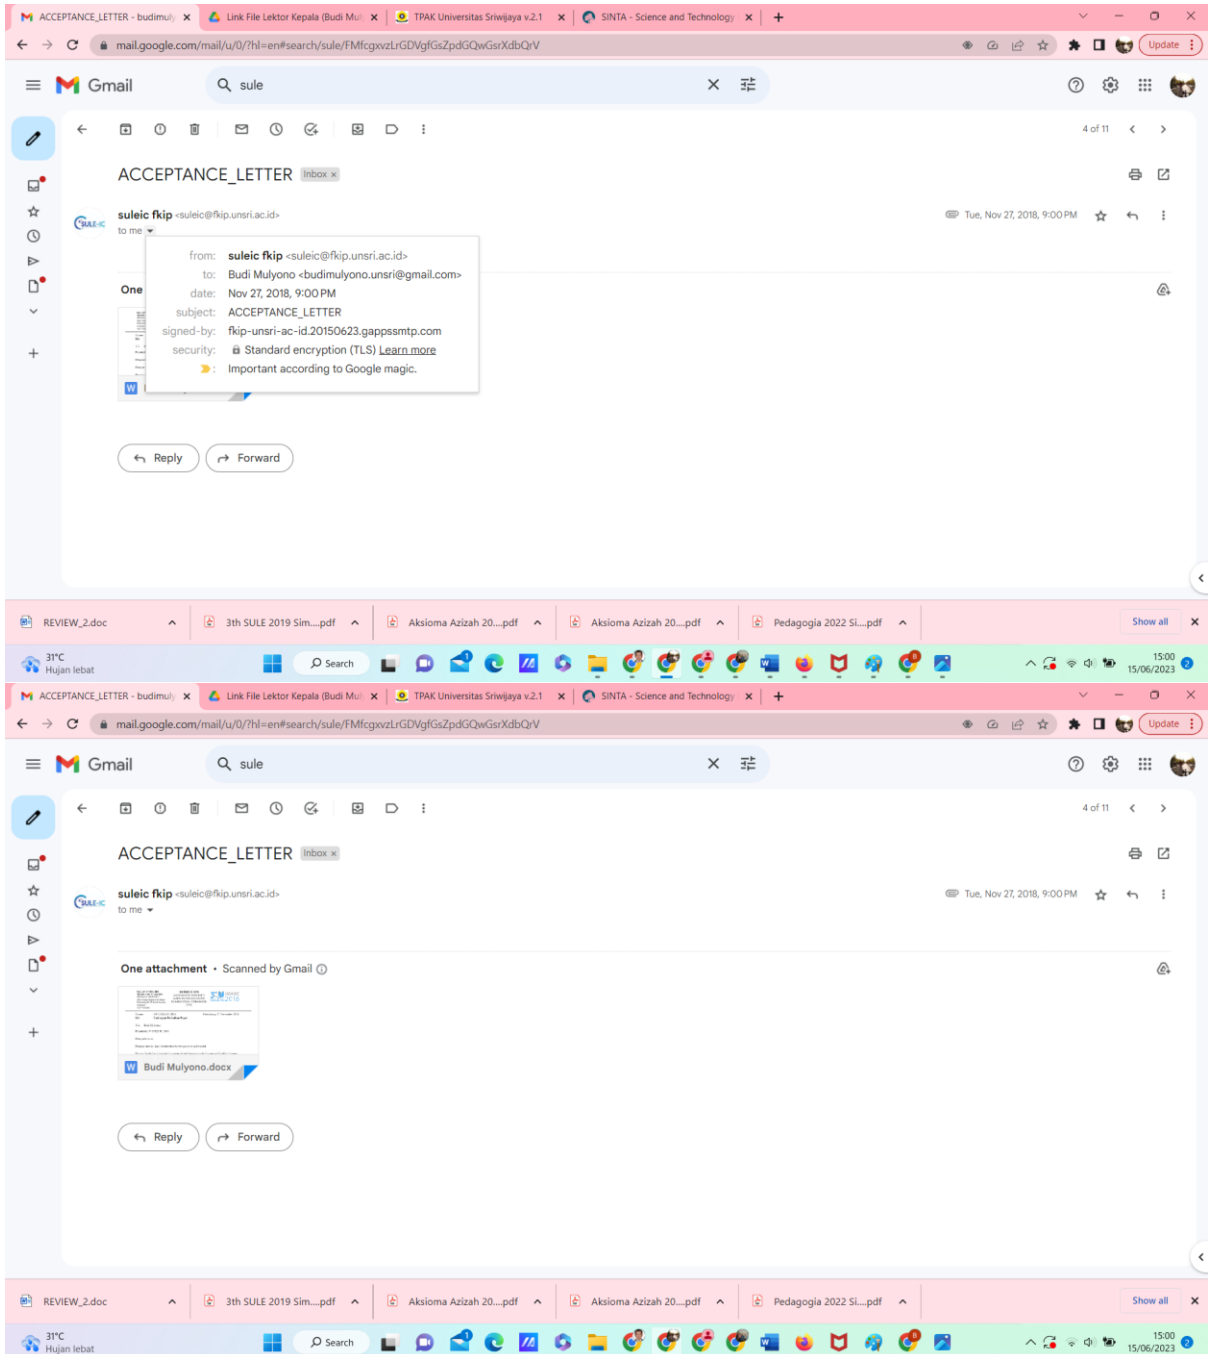 ACCEPTANCE_LETTER - budimuly
Link File Lektor Kepala (Budi Mul
TPAK Universitas Sriwijaya v.2.1
SINTA - Science and Technology
mail.google.com/mail/u/0/?hl=en#search/sule/FMfcgxvzLrGDVgfGsZpdGQwGsrXdbQrV
Update
Gmail
sule
4 of 11
ACCEPTANCE_LETTER Inbox ×
suleic fkip <suleic@fkip.unsri.ac.id>
Tue, Nov 27, 2018, 9:00 PM
to me
from: suleic fkip <suleic@fkip.unsri.ac.id>
to: Budi Mulyono <budimulyono.unsri@gmail.com>
One
date: Nov 27, 2018, 9:00 PM
subject: ACCEPTANCE_LETTER
signed-by: fkip-unsri-ac-id.20150623.gappssmtp.com
security: Standard encryption (TLS) Learn more
: Important according to Google magic.
W
Reply
Forward
REVIEW_2.doc
3th SULE 2019 Sim....pdf
Aksioma Azizah 20....pdf
Aksioma Azizah 20....pdf
Pedagogia 2022 Si....pdf
Show all
31°C
Hujan lebat
Search
15:00
15/06/2023
2
ACCEPTANCE_LETTER - budimuly
Link File Lektor Kepala (Budi Mul
TPAK Universitas Sriwijaya v.2.1
SINTA - Science and Technology
mail.google.com/mail/u/0/?hl=en#search/sule/FMfcgxvzLrGDVgfGsZpdGQwGsrXdbQrV
Update
Gmail
sule
4 of 11
ACCEPTANCE_LETTER Inbox ×
suleic fkip <suleic@fkip.unsri.ac.id>
Tue, Nov 27, 2018, 9:00 PM
to me
One attachment • Scanned by Gmail
W Budi Mulyono.docx
Reply
Forward
REVIEW_2.doc
3th SULE 2019 Sim....pdf
Aksioma Azizah 20....pdf
Aksioma Azizah 20....pdf
Pedagogia 2022 Si....pdf
Show all
31°C
Hujan lebat
Search
15:00
15/06/2023
2